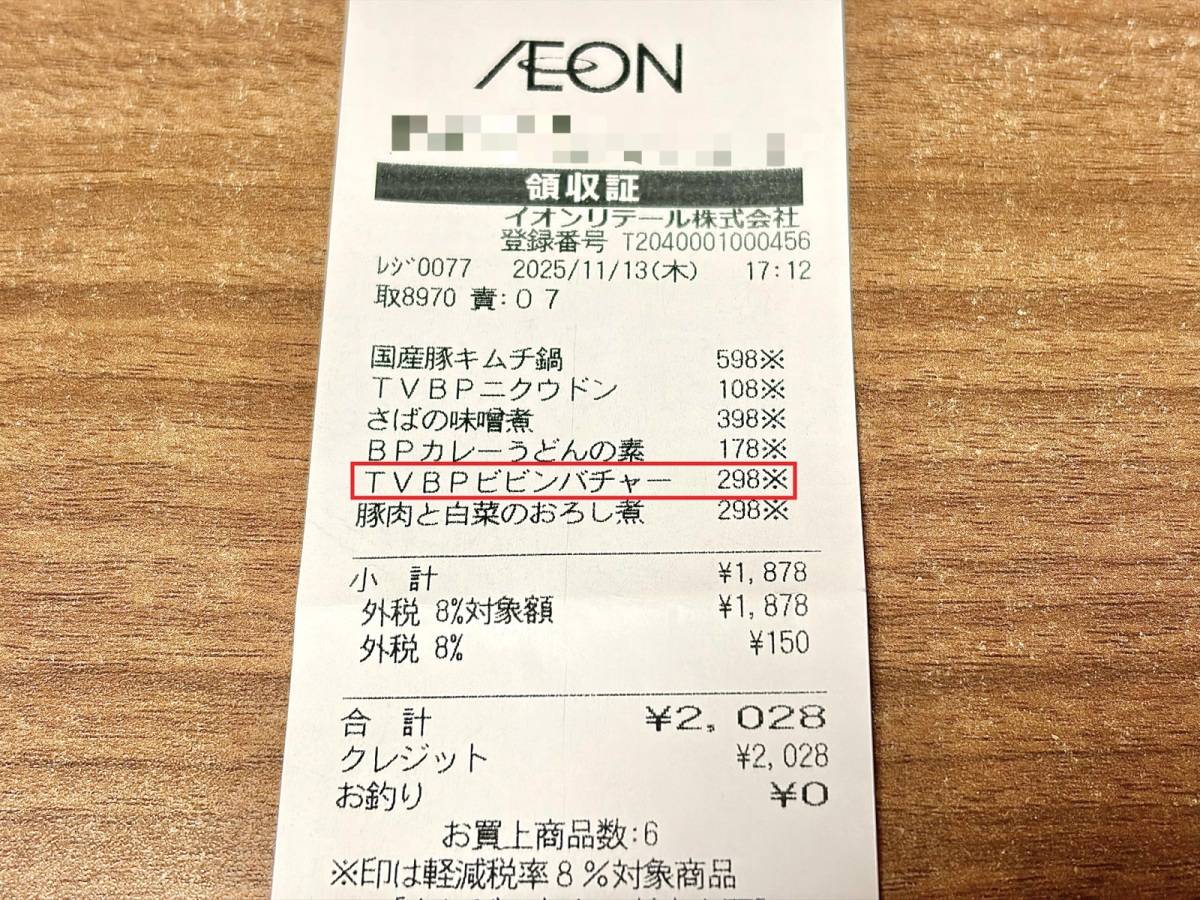 ÆON
領収証
イオンリテール株式会社
登録番号 T2040001000456
ﾚｼﾞ0077 2025/11/13(木) 17:12
取8970 責:07
国産豚キムチ鍋 598※
TVBPニクウドン 108※
さばの味噌煮 398※
BPカレーうどんの素 178※
TVBPビビンバチャー 298※
豚肉と白菜のおろし煮 298※
小 計 ¥1,878
外税 8%対象額 ¥1,878
外税 8% ¥150
合 計 ¥2,028
クレジット ¥2,028
お釣り ¥0
お買上商品数:6
※印は軽減税率8%対象商品